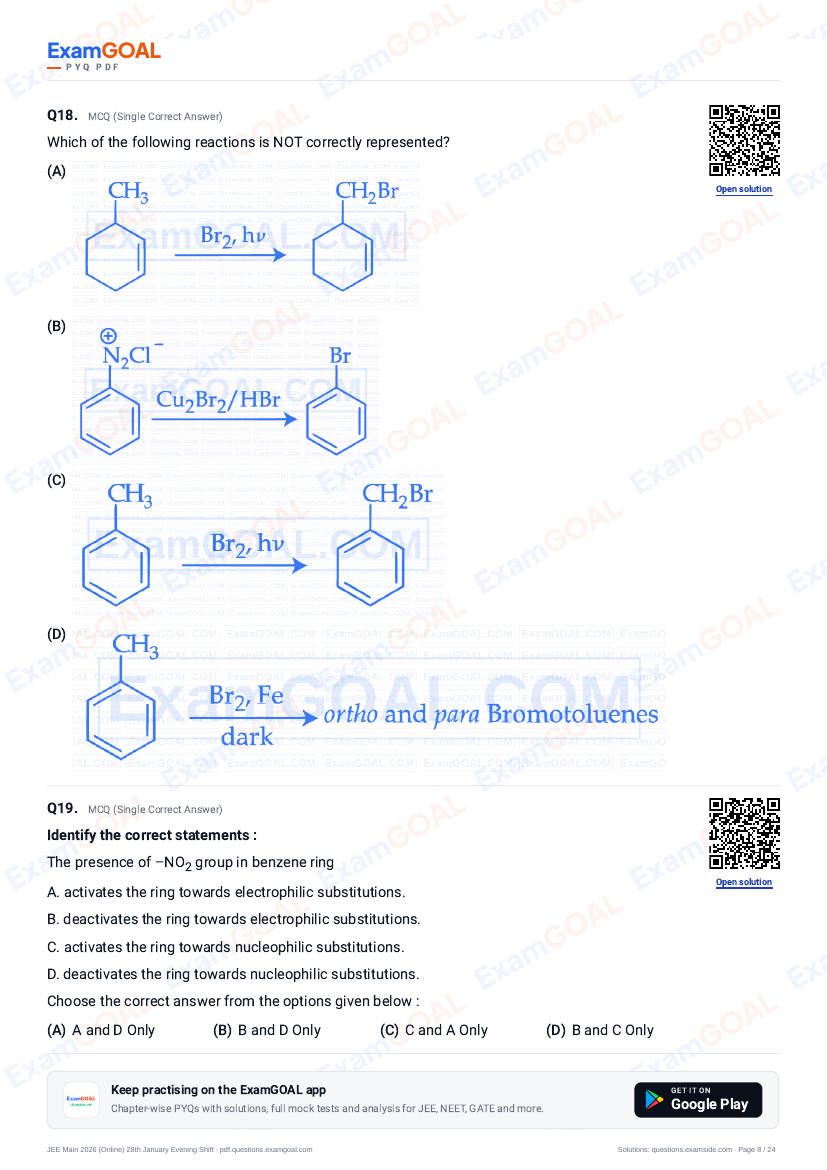 ExamGOAL
PYQ PDF
Q18. MCQ (Single Correct Answer)
Which of the following reactions is NOT correctly represented?
Open solution
(A)
CH3 CH2Br
Br2, hν
(B)
⊕
N2Cl− Br
Cu2Br2/HBr
(C)
CH3 CH2Br
Br2, hν
(D)
CH3
Br2, Fe
ortho and para Bromotoluenes
dark
ExamGOAL.COM
Q19. MCQ (Single Correct Answer)
Identify the correct statements :
The presence of −NO2 group in benzene ring
Open solution
A. activates the ring towards electrophilic substitutions.
B. deactivates the ring towards electrophilic substitutions.
C. activates the ring towards nucleophilic substitutions.
D. deactivates the ring towards nucleophilic substitutions.
Choose the correct answer from the options given below :
(A) A and D Only (B) B and D Only (C) C and A Only (D) B and C Only
Keep practising on the ExamGOAL app
Chapter-wise PYQs with solutions, full mock tests and analysis for JEE, NEET, GATE and more.
ExamGOAL
GET IT ON
Google Play
JEE Main 2026 (Online) 28th January Evening Shift · pdf.questions.examgoal.com Solutions: questions.examside.com · Page 8 / 24